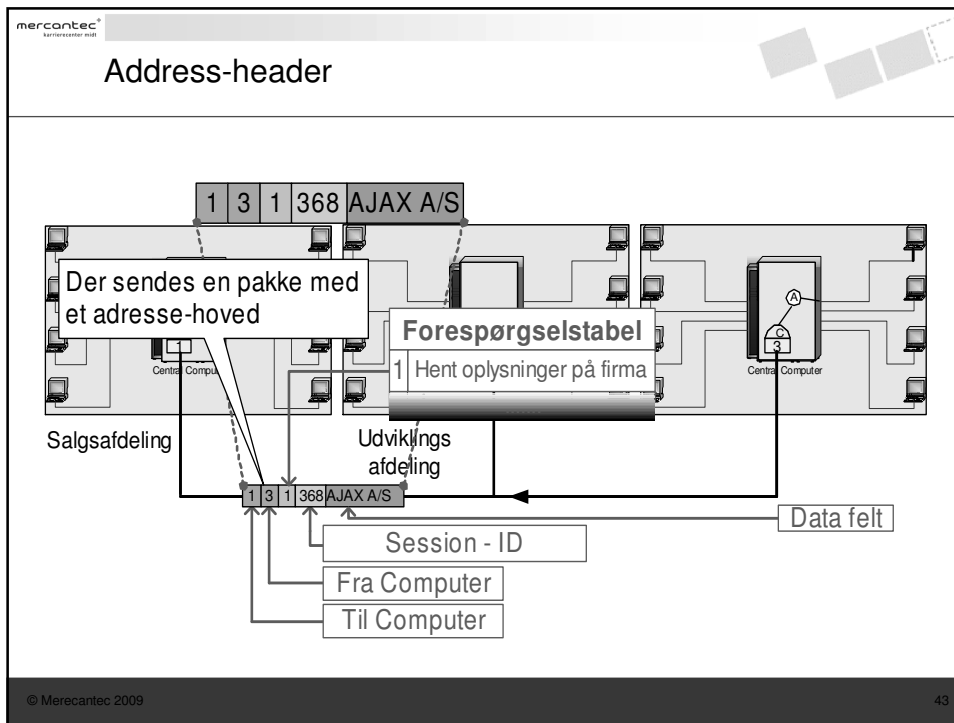 mercantec
karrierecenter midt
Address-header
1 3 1 368 AJAX A/S
Der sendes en pakke med
et adresse-hoved
Forespørgselstabel
1 Hent oplysninger på firma
.......
1
Central Compu
A
C
3
Central Computer
Salgsafdeling
Udviklings
afdeling
1 3 1 368 AJAX A/S
Data felt
Session - ID
Fra Computer
Til Computer
© Merecantec 2009
43